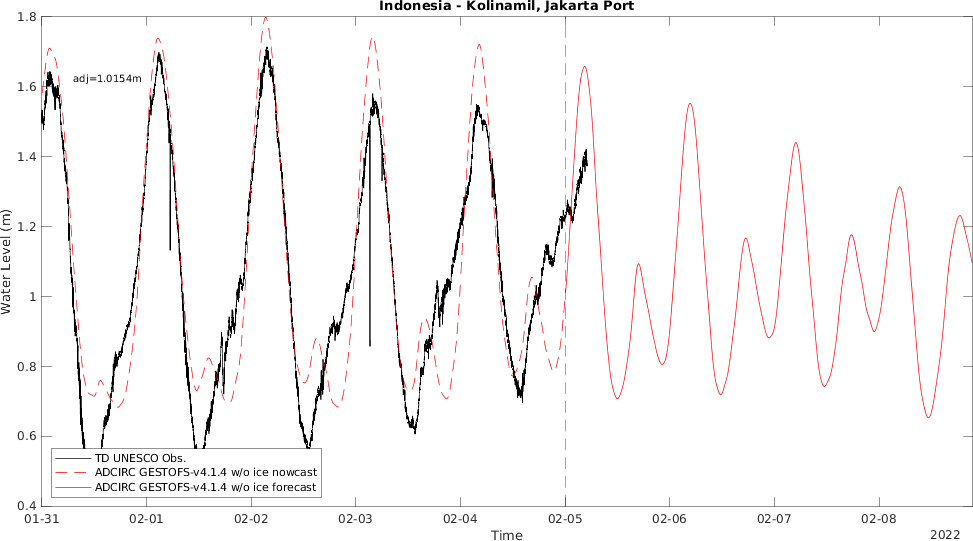 Indonesia - Kolinamil, Jakarta Port
1.8
1.6
1.4
1.2
1
0.8
0.6
0.4
Water Level (m)
adj=1.0154m
TD UNESCO Obs.
ADCIRC GESTOFS-v4.1.4 w/o ice nowcast
ADCIRC GESTOFS-v4.1.4 w/o ice forecast
01-31 02-01 02-02 02-03 02-04 02-05 02-06 02-07 02-08
Time
2022